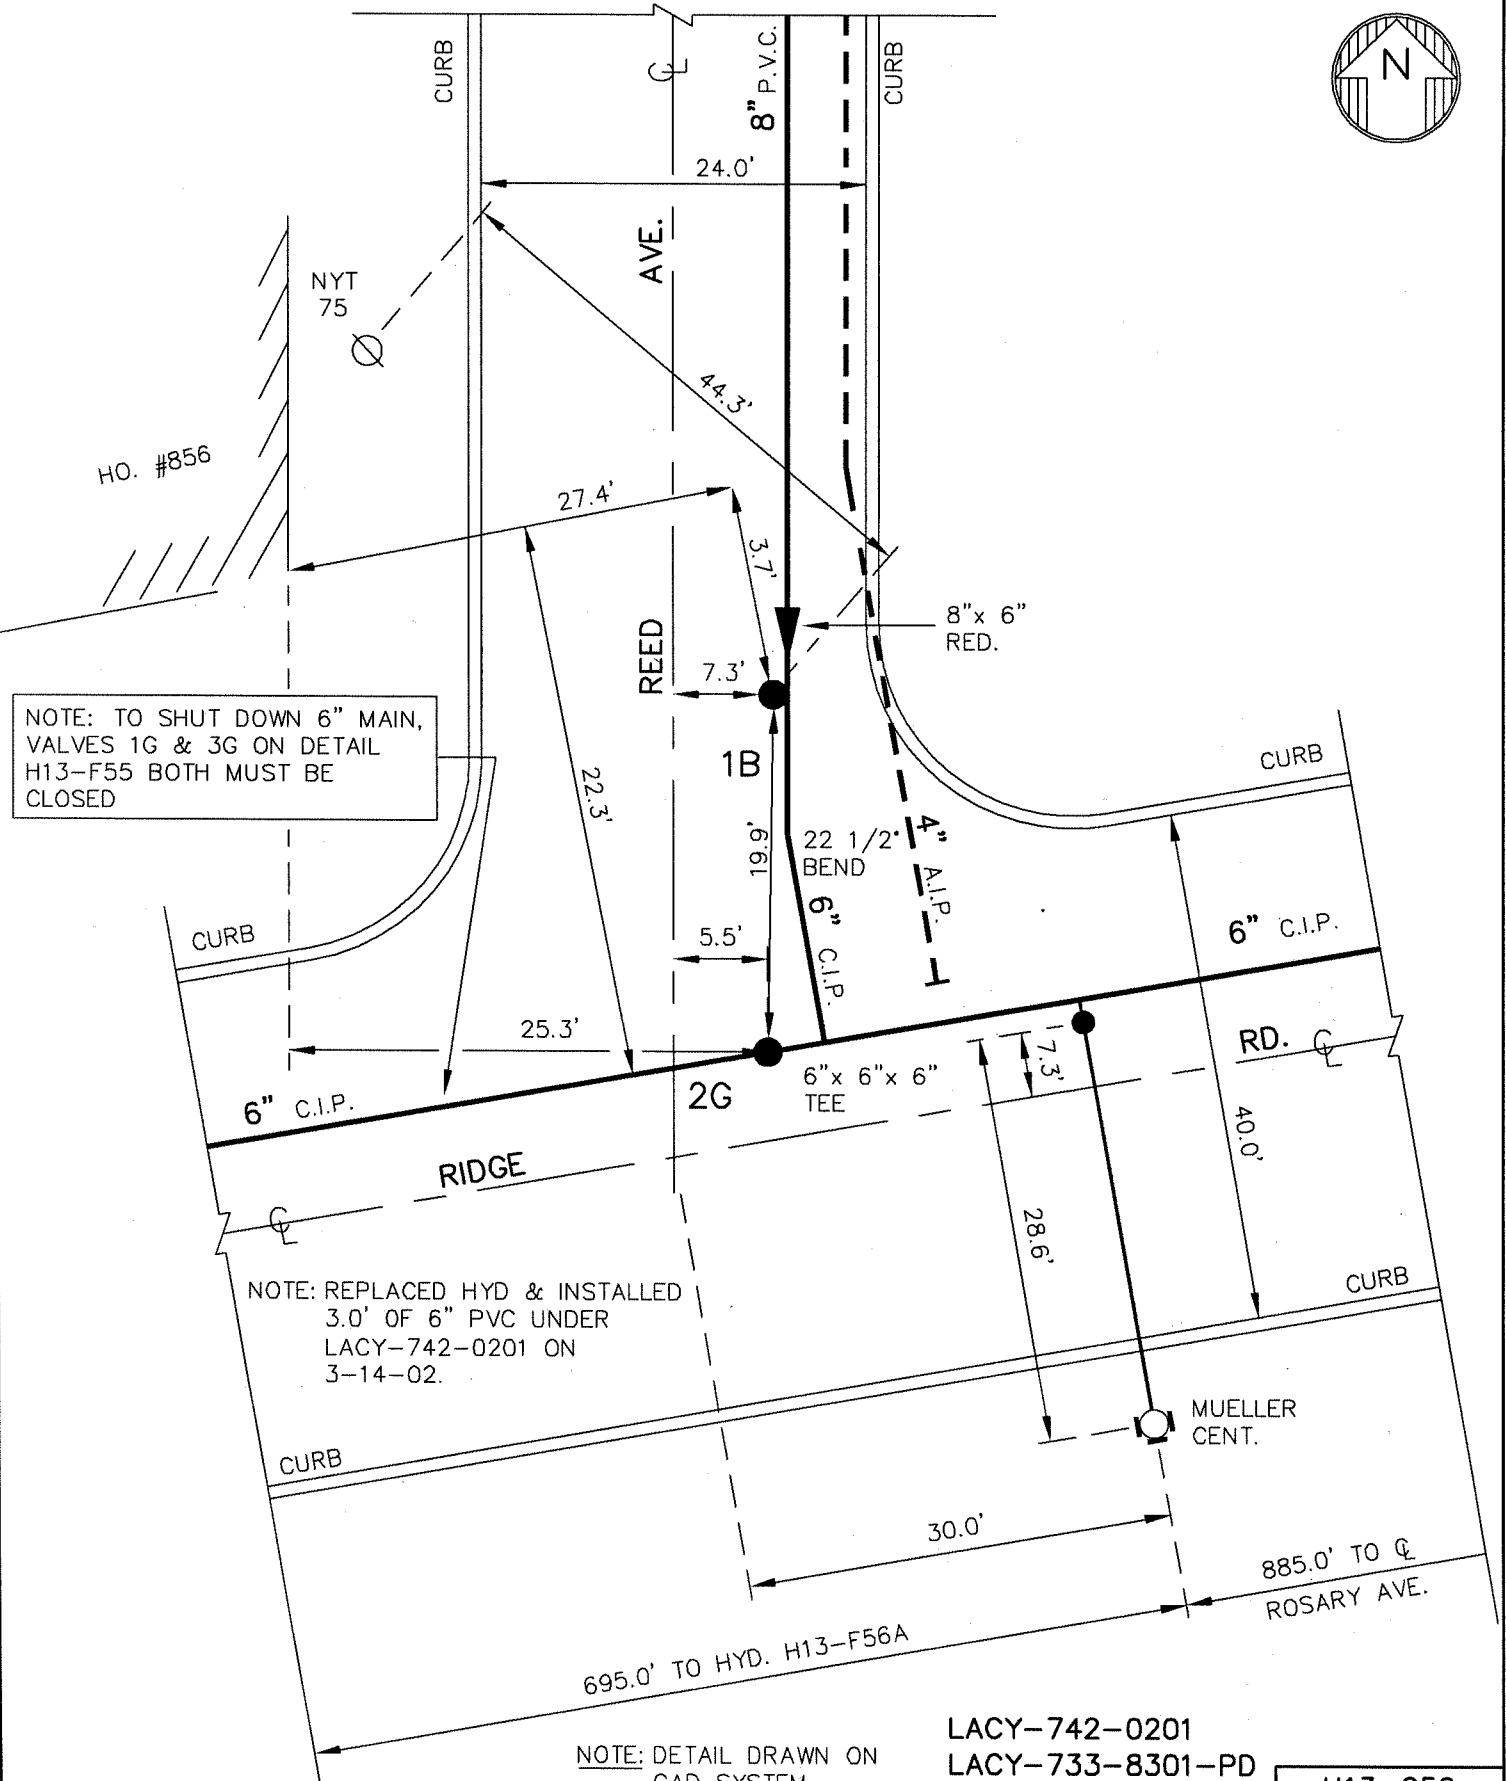 N
CURB
C̲L
8" P.V.C.
CURB
24.0'
AVE.
NYT
75
44.3'
HO. #856
27.4'
3.7'
8"x 6"
RED.
REED
7.3'
NOTE: TO SHUT DOWN 6" MAIN,
VALVES 1G & 3G ON DETAIL
H13-F55 BOTH MUST BE
CLOSED
1B
CURB
22.3'
19.9'
22 1/2°
BEND
4" A.I.P.
6" C.I.P.
CURB
5.5'
6" C.I.P.
25.3'
RD.
CL
7.3'
6"x 6"x 6"
TEE
2G
6" C.I.P.
40.0'
RIDGE
CL
28.6'
NOTE: REPLACED HYD & INSTALLED
3.0' OF 6" PVC UNDER
LACY-742-0201 ON
3-14-02.
CURB
MUELLER
CENT.
CURB
30.0'
885.0' TO CL
ROSARY AVE.
695.0' TO HYD. H13-F56A
LACY-742-0201
NOTE: DETAIL DRAWN ON
LACY-733-8301-PD
CAD SYSTEM